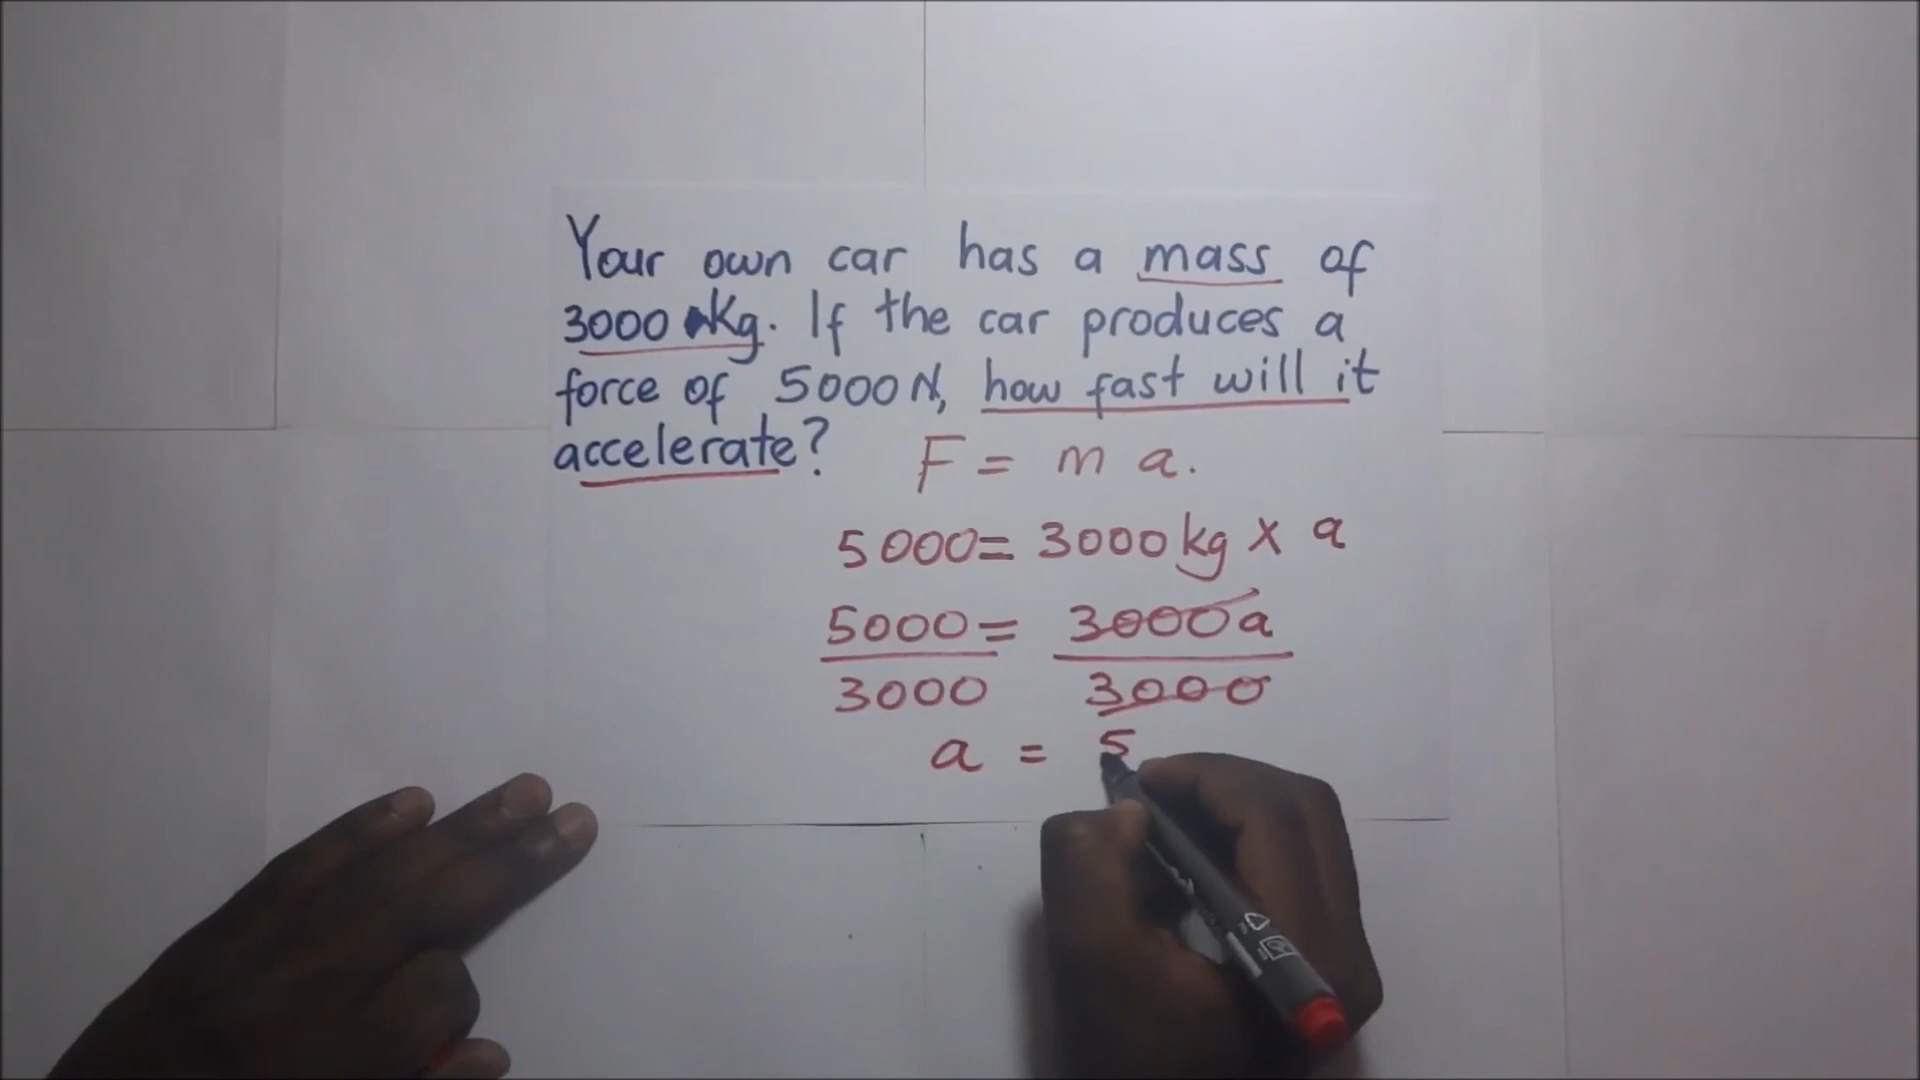 Your own car has a mass of
3000 Kg. If the car produces a
force of 5000N, how fast will it
accelerate?
F = m a.
5000 = 3000 kg x a
5000 = 3000a
3000 3000
a = 5